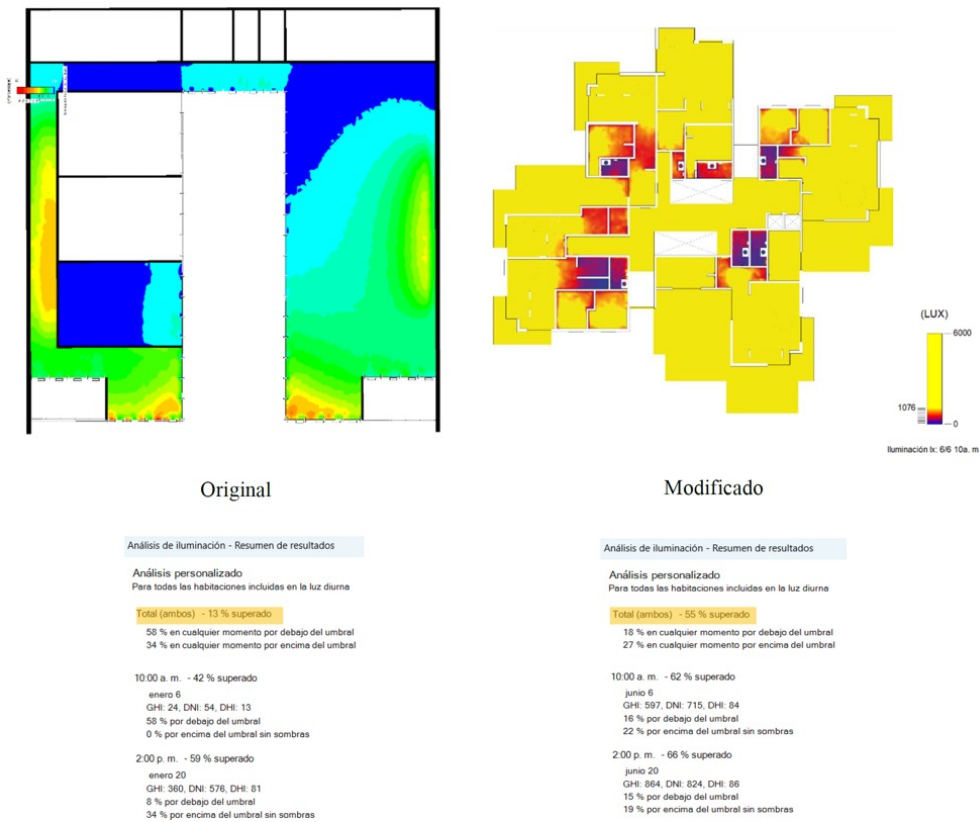 (LUX)
6000
1076
0
Iluminación lx: 6/6 10a. m
Original
Modificado
Análisis de iluminación - Resumen de resultados
Análisis personalizado
Para todas las habitaciones incluidas en la luz diurna
Total (ambos) - 13 % superado
58 % en cualquier momento por debajo del umbral
34 % en cualquier momento por encima del umbral
10:00 a. m. - 42 % superado
enero 6
GHI: 24, DNI: 54, DHI: 13
58 % por debajo del umbral
0 % por encima del umbral sin sombras
2:00 p. m. - 59 % superado
enero 20
GHI: 360, DNI: 576, DHI: 81
8 % por debajo del umbral
34 % por encima del umbral sin sombras
Análisis de iluminación - Resumen de resultados
Análisis personalizado
Para todas las habitaciones incluidas en la luz diurna
Total (ambos) - 55 % superado
18 % en cualquier momento por debajo del umbral
27 % en cualquier momento por encima del umbral
10:00 a. m. - 62 % superado
junio 6
GHI: 597, DNI: 715, DHI: 84
16 % por debajo del umbral
22 % por encima del umbral sin sombras
2:00 p. m. - 66 % superado
junio 20
GHI: 864, DNI: 824, DHI: 86
15 % por debajo del umbral
19 % por encima del umbral sin sombras